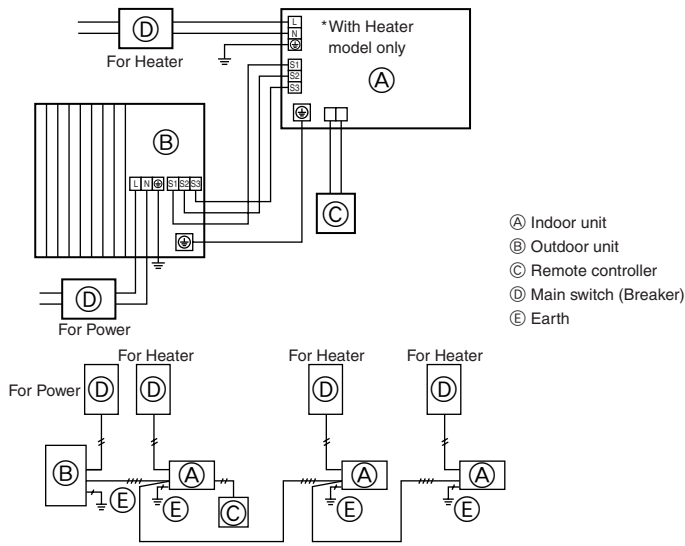 Ⓓ
For Heater
L
N
*With Heater
model only
Ⓐ
S1
S2
S3
Ⓑ
L N S1 S2 S3
Ⓒ
Ⓓ
For Power
Ⓐ Indoor unit
Ⓑ Outdoor unit
Ⓒ Remote controller
Ⓓ Main switch (Breaker)
Ⓔ Earth
For Heater For Heater For Heater
For Power Ⓓ Ⓓ Ⓓ Ⓓ
Ⓑ Ⓐ Ⓐ Ⓐ
Ⓔ Ⓔ Ⓒ Ⓔ Ⓔ